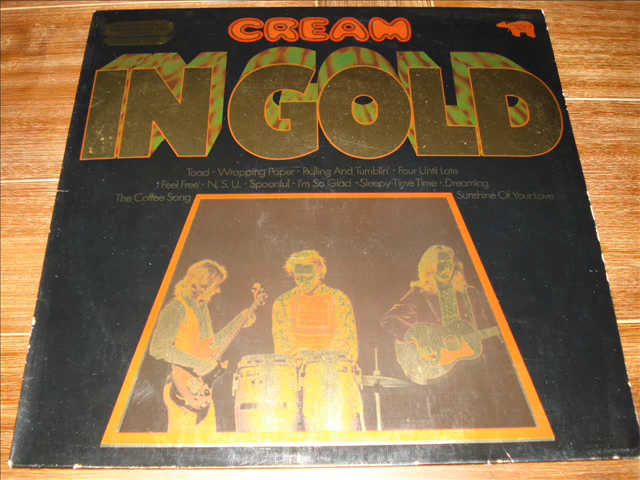 CREAM
IN GOLD
Toad · Wrapping Paper · Rolling And Tumblin' · Four Until Late
I Feel Free · N. S. U. · Spoonful · I'm So Glad · Sleepy Time Time · Dreaming
The Coffee Song Sunshine Of Your Love